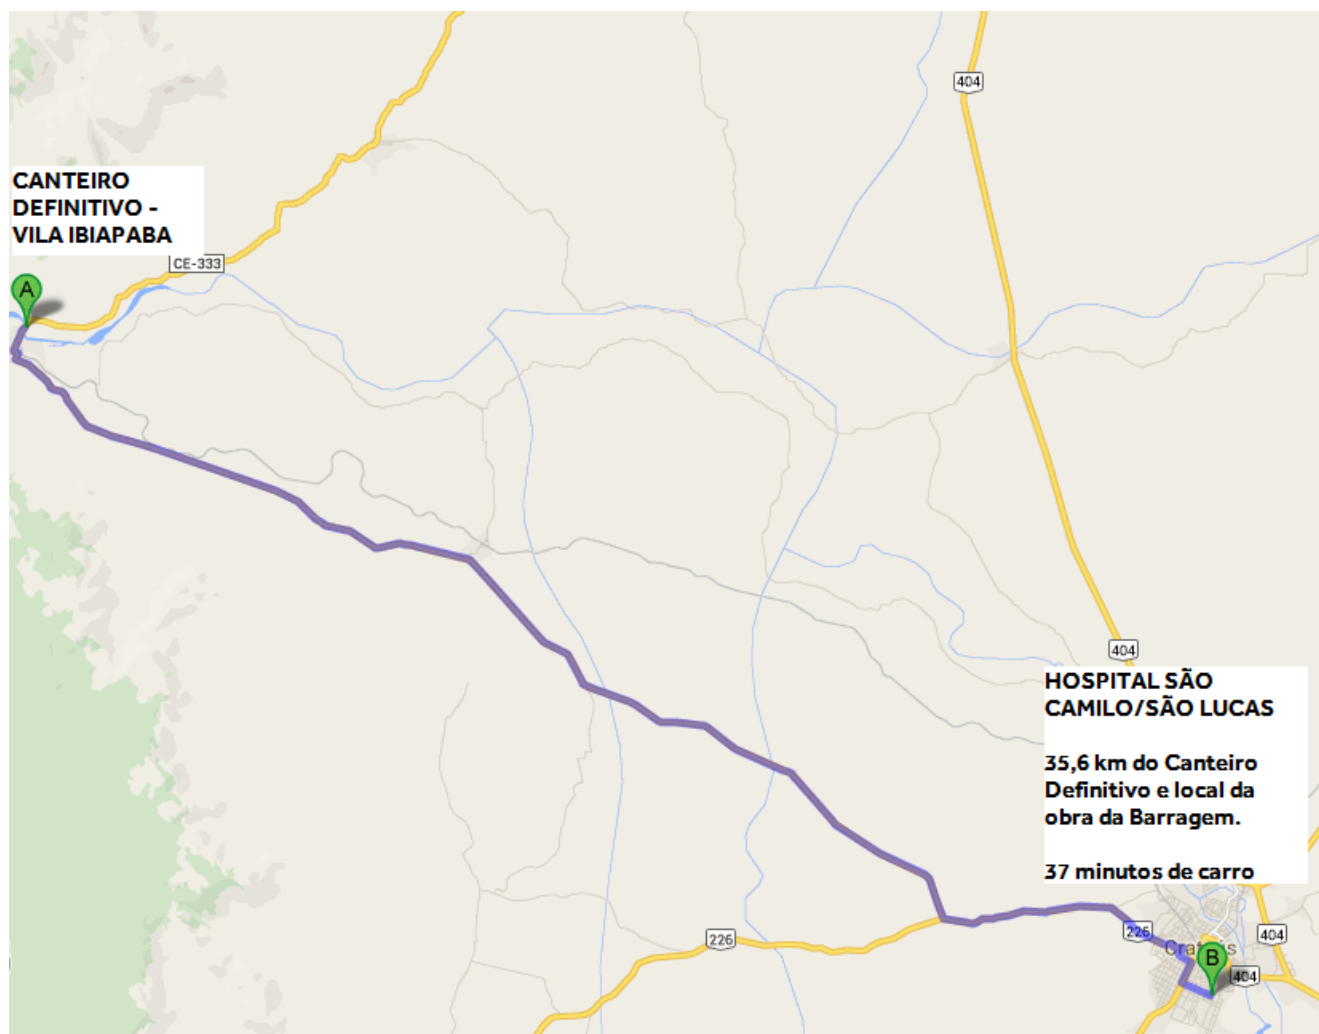 404
CANTEIRO
DEFINITIVO -
VILA IBIAPABA
CE-333
A
404
HOSPITAL SÃO
CAMILO/SÃO LUCAS
35,6 km do Canteiro
Definitivo e local da
obra da Barragem.
37 minutos de carro
226
226
404
B
404